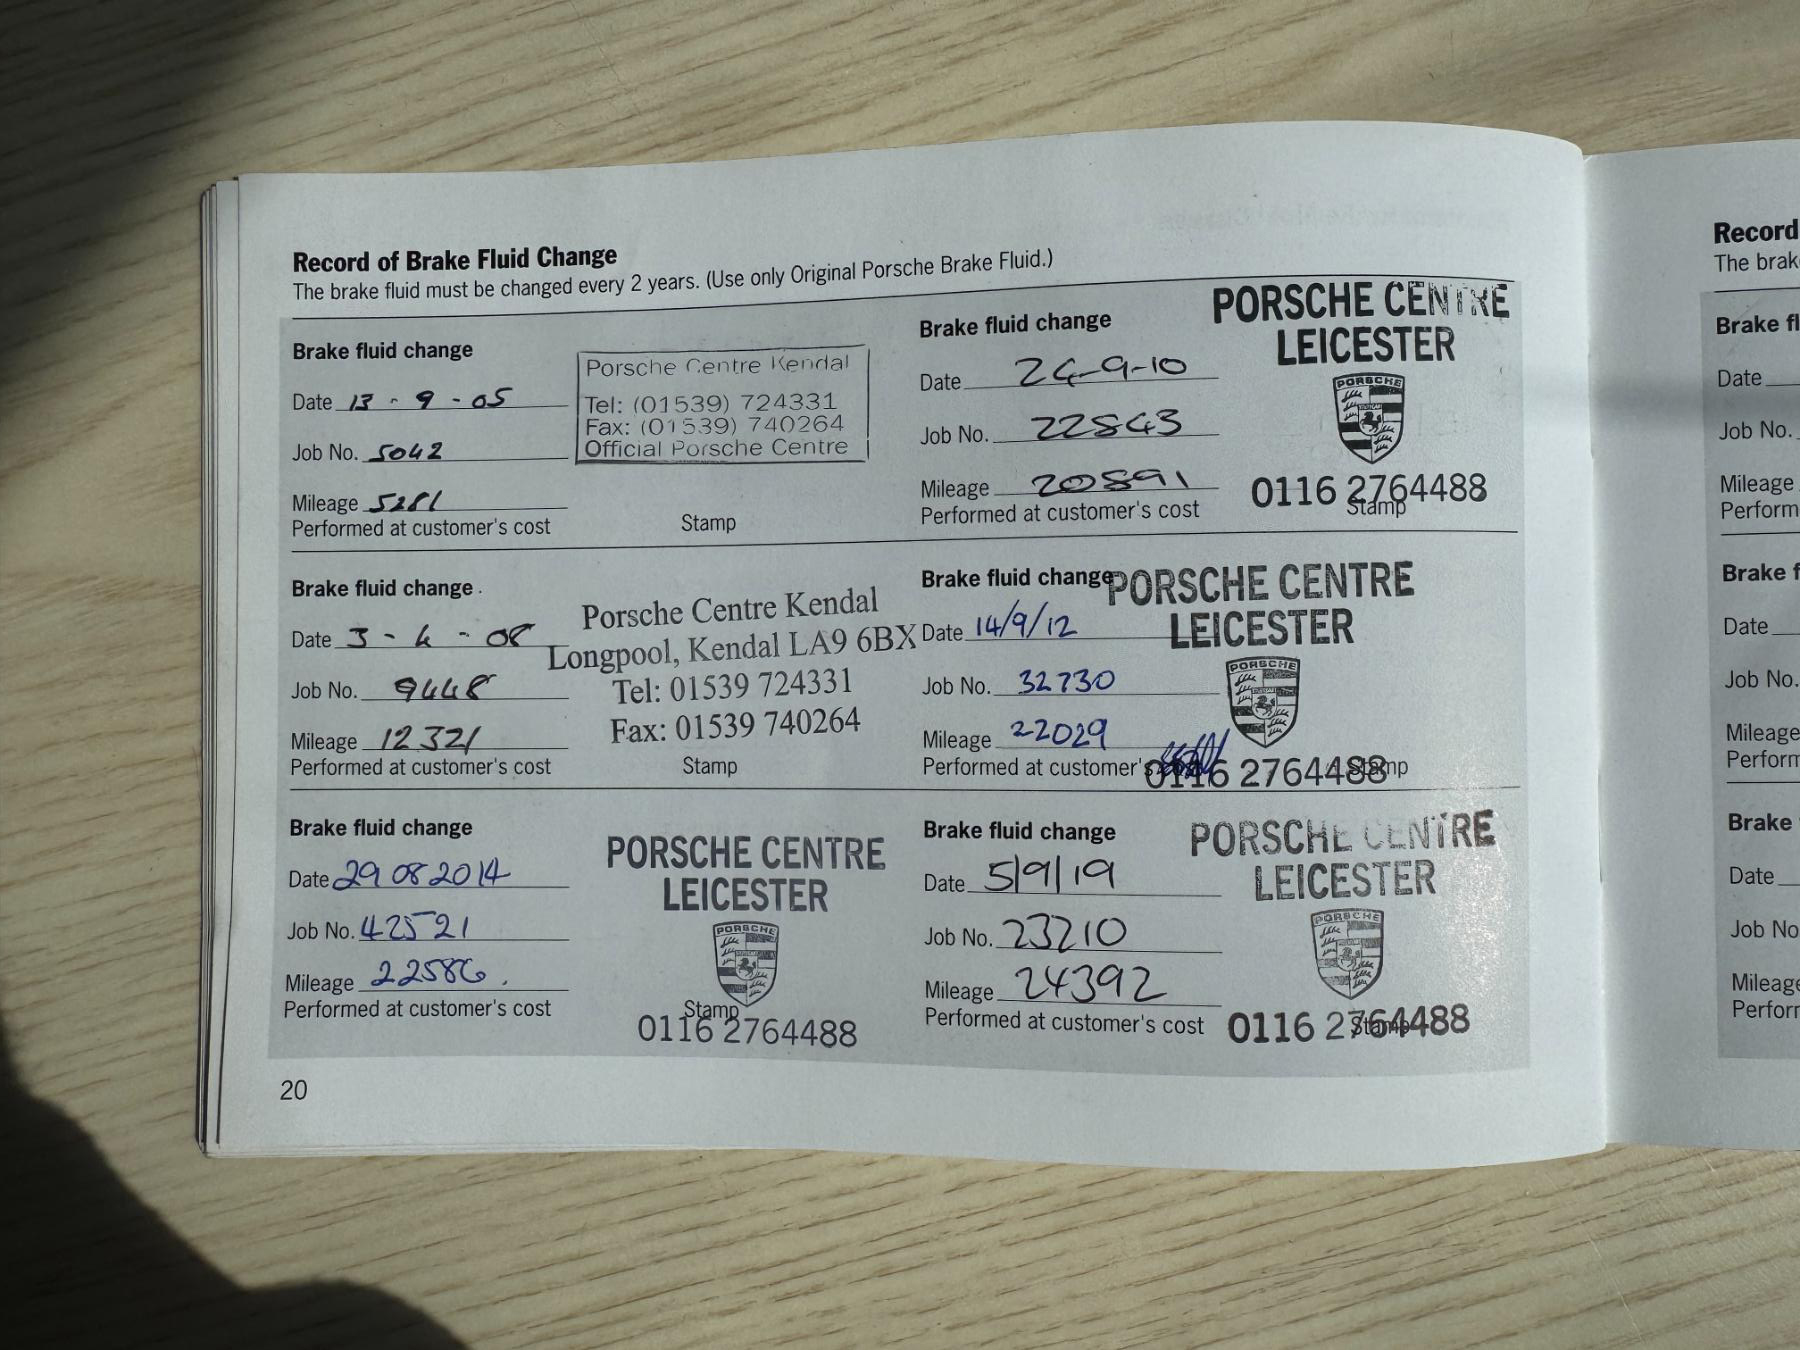 Record of Brake Fluid Change
The brake fluid must be changed every 2 years. (Use only Original Porsche Brake Fluid.)
Brake fluid change
Date 13 - 9 - 05
Job No. 5042
Mileage 5281
Performed at customer's cost
Porsche Centre Kendal
Tel: (01539) 724331
Fax: (01539) 740264
Official Porsche Centre
Stamp
Brake fluid change
Date 24-9-10
Job No. 22843
Mileage 20891
Performed at customer's cost
PORSCHE CENTRE
LEICESTER
PORSCHE
0116 2764488
Stamp
Brake fluid change
Date 3 - 4 - 08
Job No. 9448
Mileage 12321
Performed at customer's cost
Porsche Centre Kendal
Longpool, Kendal LA9 6BX
Tel: 01539 724331
Fax: 01539 740264
Stamp
Brake fluid change
Date 14/9/12
Job No. 32730
Mileage 22029
Performed at customer's
PORSCHE CENTRE
LEICESTER
PORSCHE
0116 2764488
Stamp
Brake fluid change
Date 29 08 2014
Job No. 42521
Mileage 22586
Performed at customer's cost
PORSCHE CENTRE
LEICESTER
PORSCHE
Stamp
0116 2764488
Brake fluid change
Date 5/9/19
Job No. 23210
Mileage 24392
Performed at customer's cost
PORSCHE CENTRE
LEICESTER
PORSCHE
0116 2764488
Stamp
20
Record
The brak
Brake fl
Date
Job No.
Mileage
Perform
Brake f
Date
Job No.
Mileage
Perform
Brake
Date
Job No
Mileage
Perfor